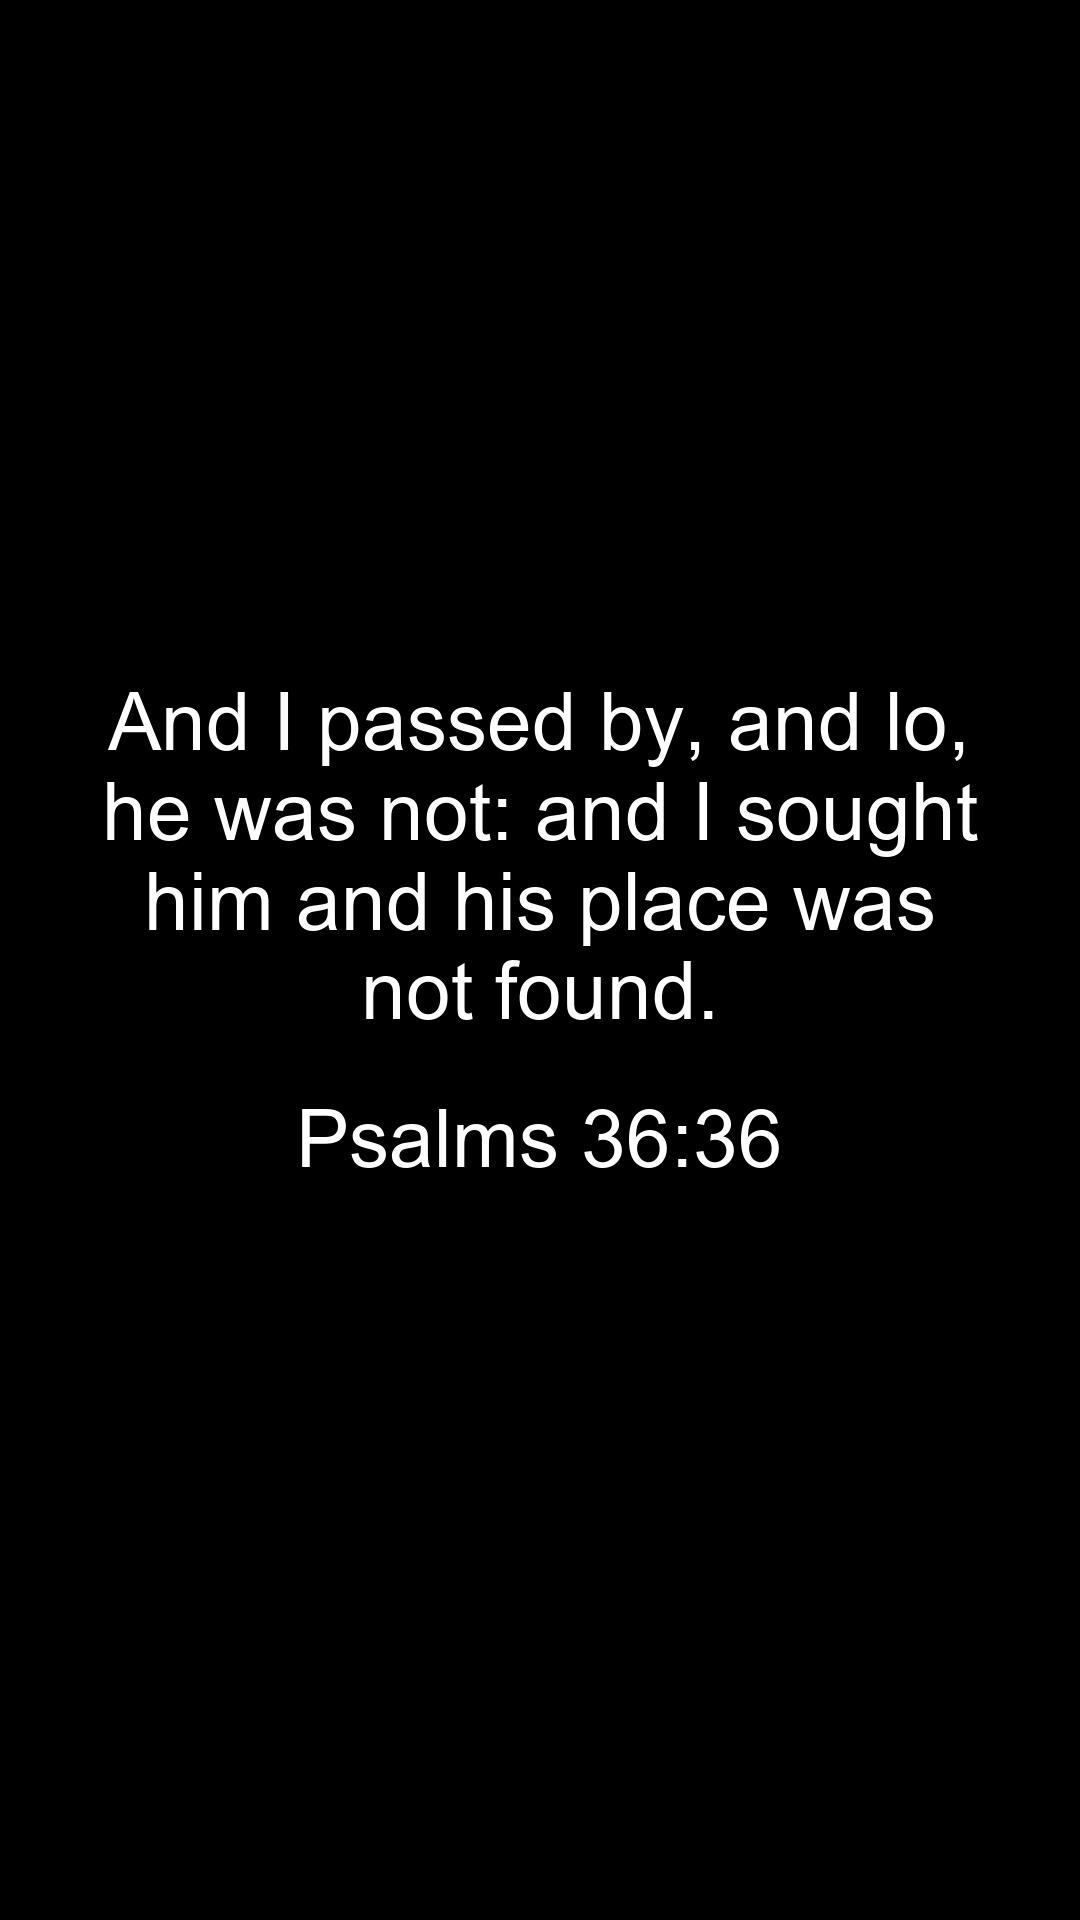 And I passed by, and lo,
he was not: and I sought
him and his place was
not found.
Psalms 36:36